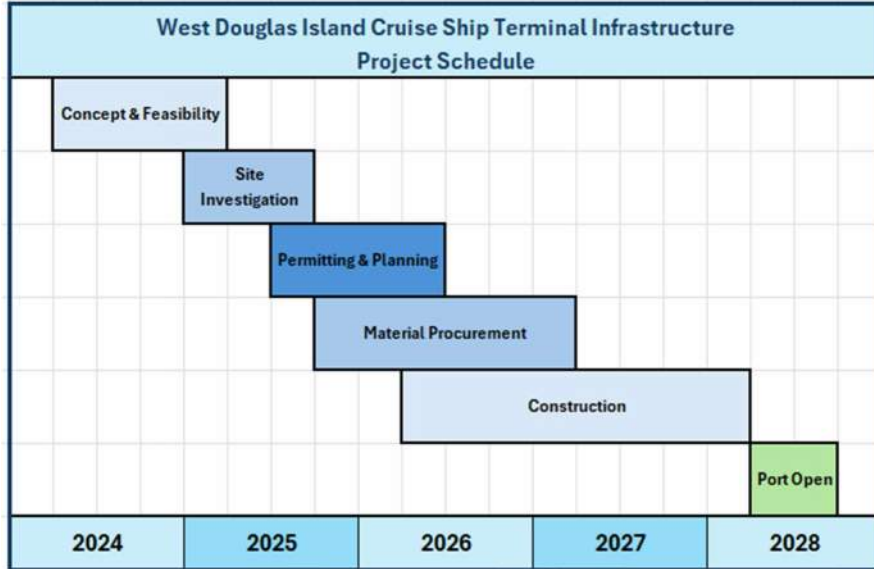 West Douglas Island Cruise Ship Terminal Infrastructure
Project Schedule
Concept & Feasibility
Site
Investigation
Permitting & Planning
Material Procurement
Construction
Port Open
2024 2025 2026 2027 2028